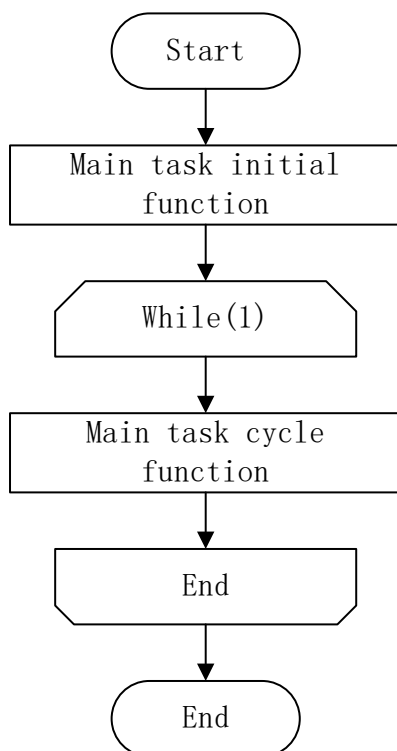 Start
Main task initial
function
While(1)
Main task cycle
function
End
End